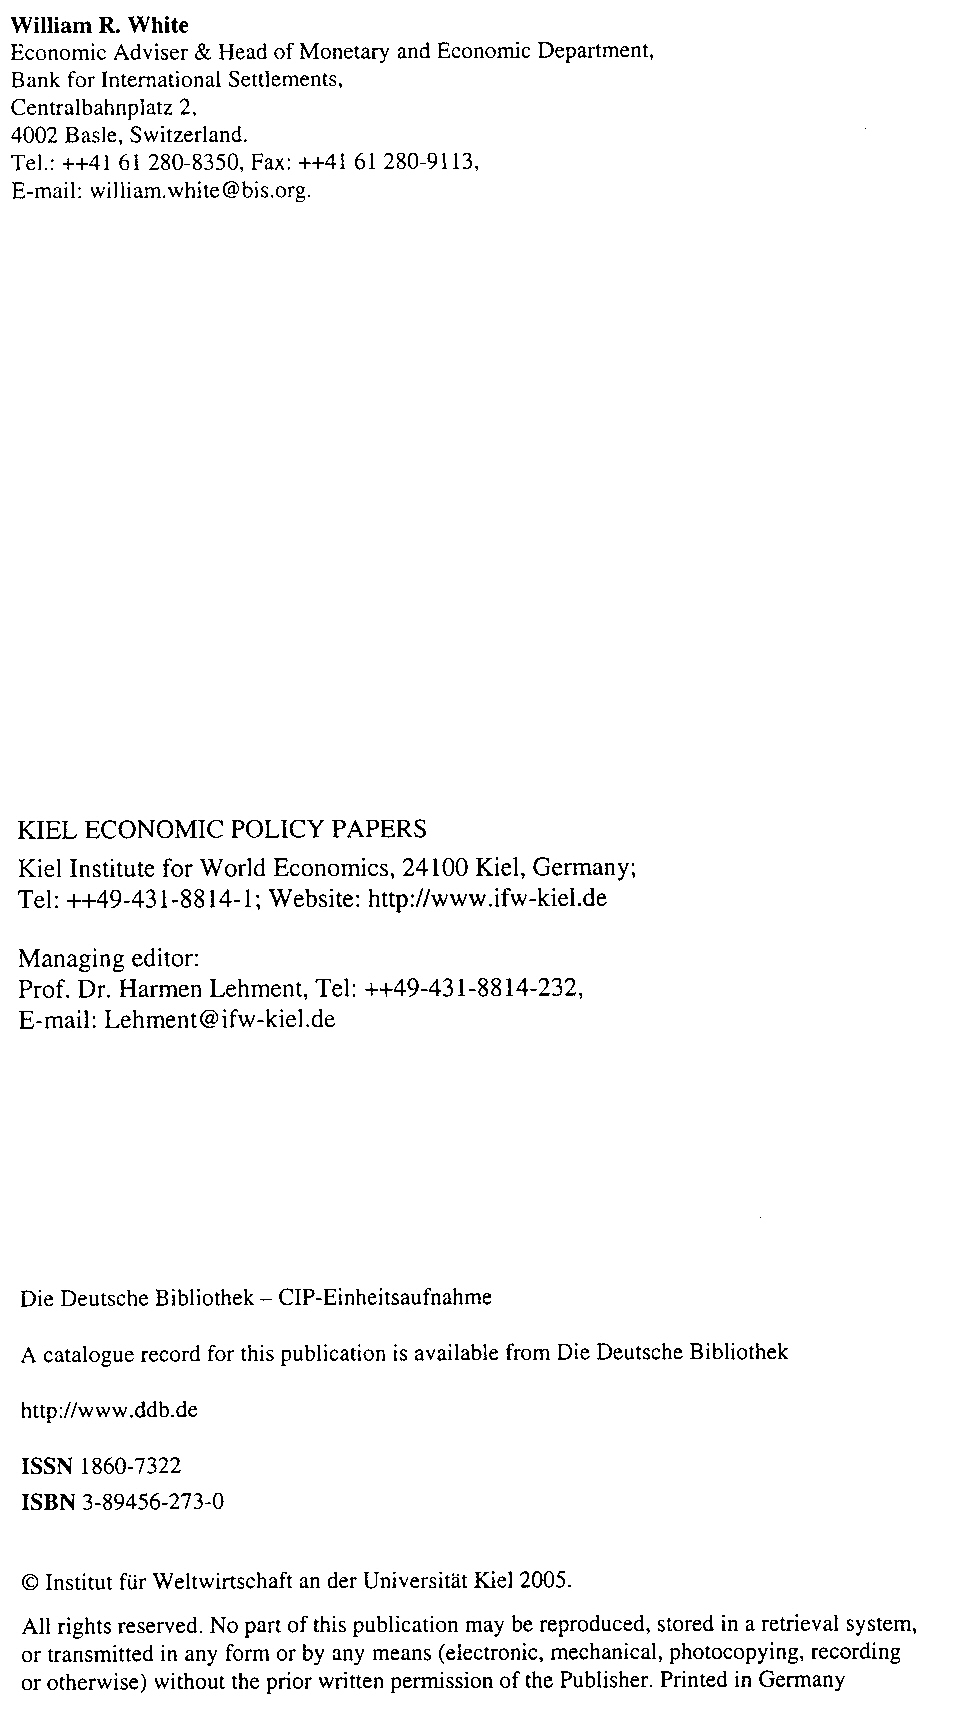 William R. White
Economic Adviser & Head of Monetary and Economic Department,
Bank for International Settlements,
Centralbahnplatz 2,
4002 Basle, Switzerland.
Tel.: ++41 61 280-8350, Fax: ++41 61 280-9113,
E-mail: william.white@bis.org.
KIEL ECONOMIC POLICY PAPERS
Kiel Institute for World Economics, 24100 Kiel, Germany;
Tel: ++49-431-8814-1; Website: http://www.ifw-kiel.de
Managing editor:
Prof. Dr. Harmen Lehment, Tel: ++49-431-8814-232,
E-mail: Lehment@ifw-kiel.de
Die Deutsche Bibliothek – CIP-Einheitsaufnahme
A catalogue record for this publication is available from Die Deutsche Bibliothek
http://www.ddb.de
ISSN 1860-7322
ISBN 3-89456-273-0
© Institut für Weltwirtschaft an der Universität Kiel 2005.
All rights reserved. No part of this publication may be reproduced, stored in a retrieval system,
or transmitted in any form or by any means (electronic, mechanical, photocopying, recording
or otherwise) without the prior written permission of the Publisher. Printed in Germany